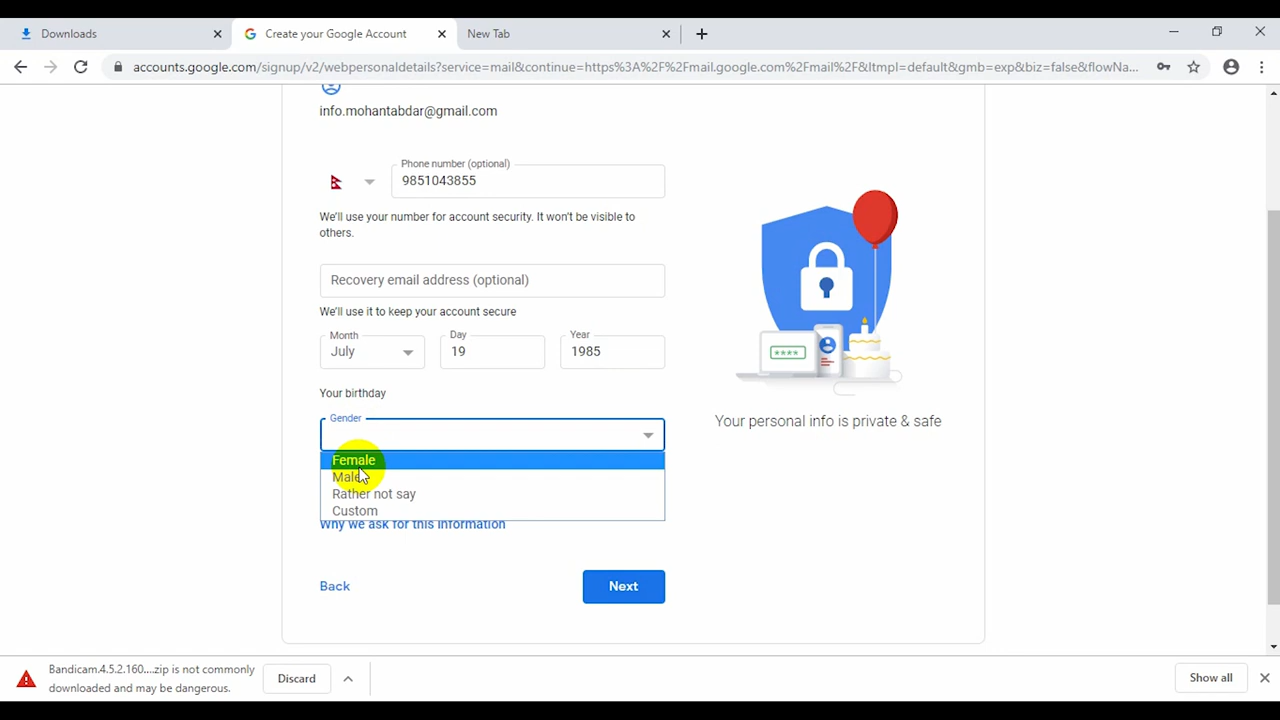 Downloads
Create your Google Account
New Tab
accounts.google.com/signup/v2/webpersonaldetails?service=mail&continue=https%3A%2F%2Fmail.google.com%2Fmail%2F&ltmpl=default&gmb=exp&biz=false&flowNa...
info.mohantabdar@gmail.com
Phone number (optional)
9851043855
We'll use your number for account security. It won't be visible to
others.
Recovery email address (optional)
We'll use it to keep your account secure
Month
Day
Year
July
19
1985
Your birthday
Gender
Female
Male
Rather not say
Custom
Why we ask for this information
Back
Next
****
Your personal info is private & safe
Bandicam.4.5.2.160....zip is not commonly
downloaded and may be dangerous.
Discard
Show all